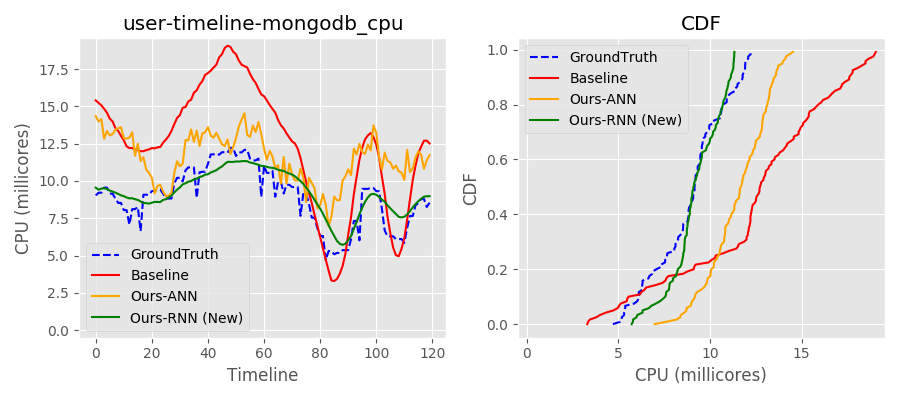 user-timeline-mongodb_cpu
CPU (millicores)
17.5
15.0
12.5
10.0
7.5
5.0
2.5
0.0
GroundTruth
Baseline
Ours-ANN
Ours-RNN (New)
0 20 40 60 80 100 120
Timeline
CDF
CDF
1.0
0.8
0.6
0.4
0.2
0.0
GroundTruth
Baseline
Ours-ANN
Ours-RNN (New)
0 5 10 15
CPU (millicores)